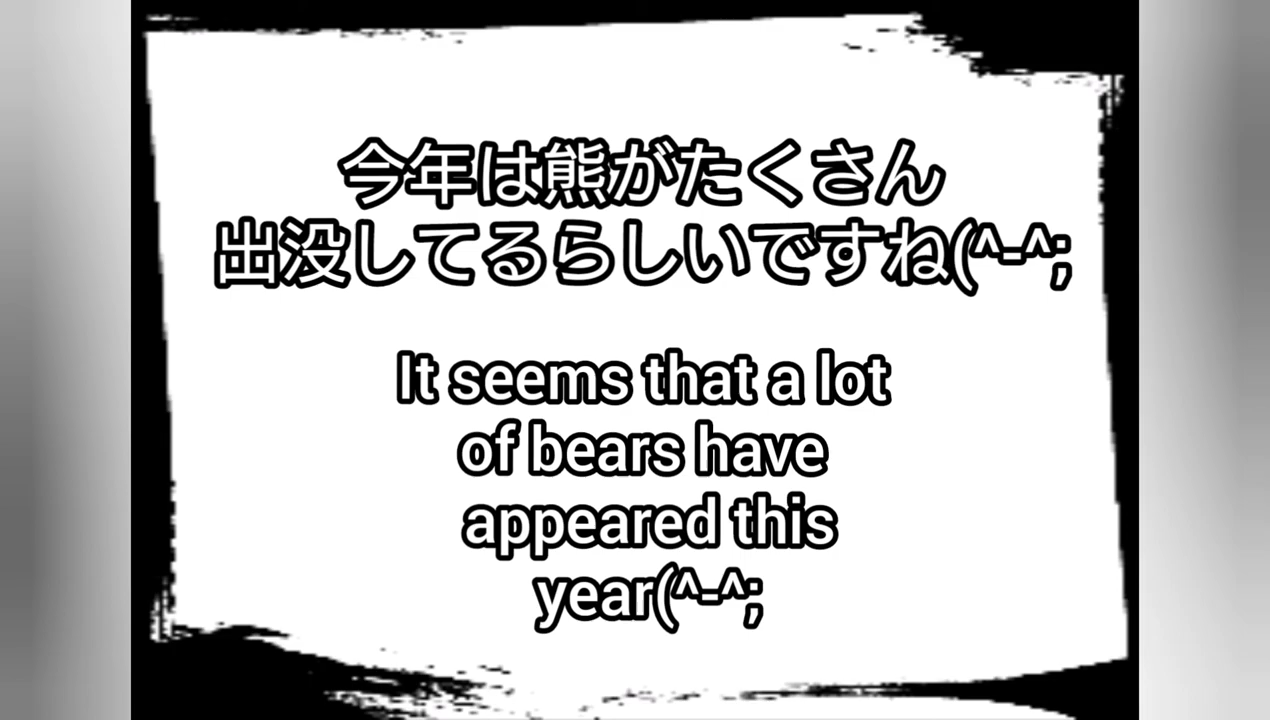 今年は熊がたくさん
出没してるらしいですね(^-^;
It seems that a lot
of bears have
appeared this
year(^-^;